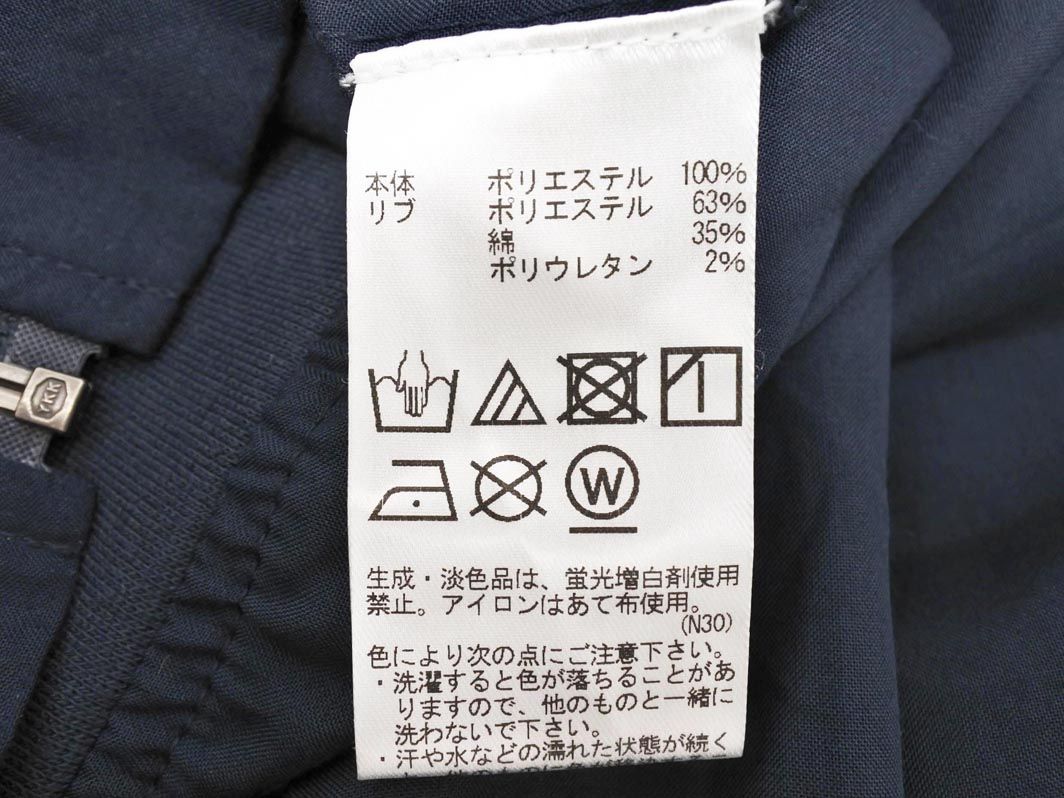 本体 ポリエステル 100%
リブ ポリエステル 63%
綿 35%
ポリウレタン 2%
W
生成・淡色品は、蛍光増白剤使用
禁止。アイロンはあて布使用。
(N30)
色により次の点にご注意下さい。
・洗濯すると色が落ちることがあ
りますので、他のものと一緒に
洗わないで下さい。
・汗や水などの濡れた状態が続く
YKK